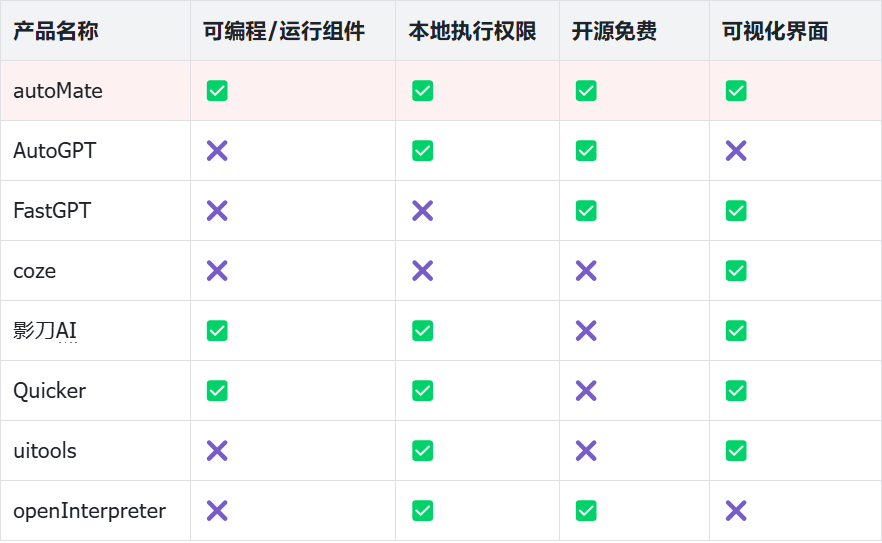 产品名称 可编程/运行组件 本地执行权限 开源免费 可视化界面
autoMate ✅ ✅ ✅ ✅
AutoGPT ❌ ✅ ✅ ❌
FastGPT ❌ ❌ ✅ ✅
coze ❌ ❌ ❌ ✅
影刀AI ✅ ✅ ❌ ✅
Quicker ✅ ✅ ❌ ✅
uitools ❌ ✅ ❌ ✅
openInterpreter ❌ ✅ ✅ ❌